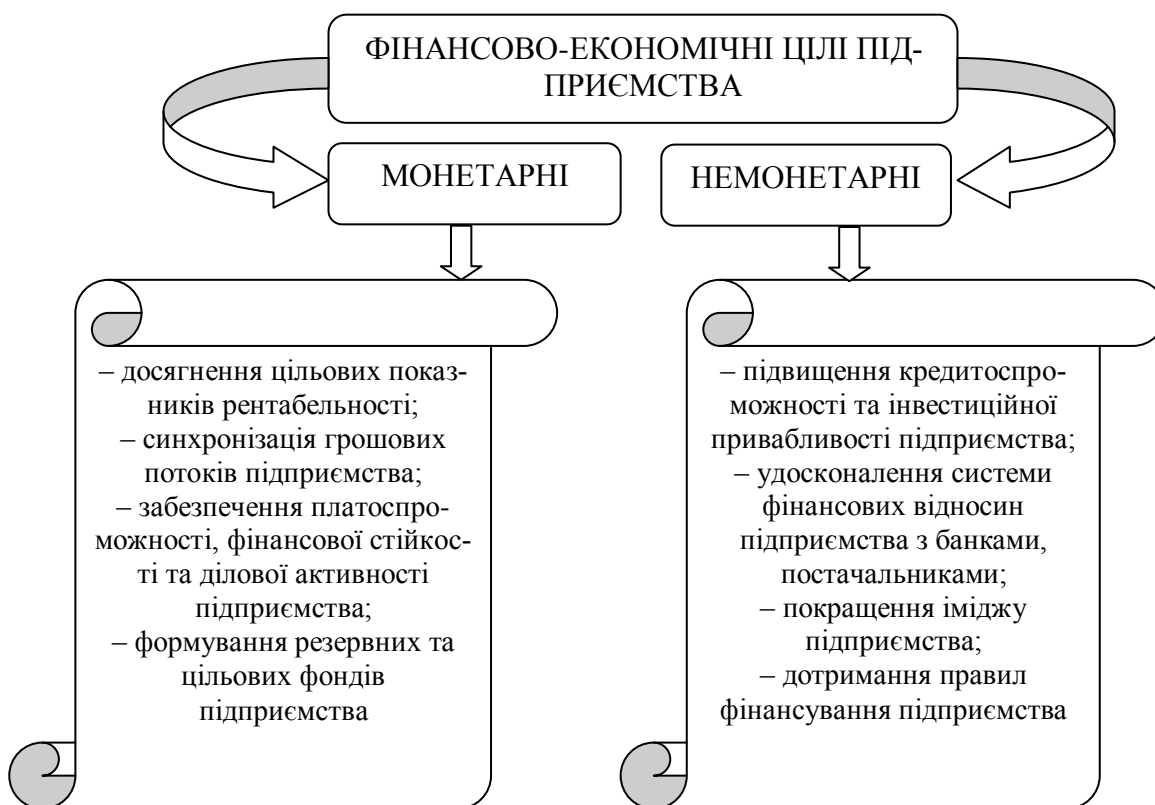 ФІНАНСОВО-ЕКОНОМІЧНІ ЦІЛІ ПІД-
ПРИЄМСТВА
МОНЕТАРНІ
НЕМОНЕТАРНІ
– досягнення цільових показ-
ників рентабельності;
– синхронізація грошових
потоків підприємства;
– забезпечення платоспро-
можності, фінансової стійкос-
ті та ділової активності
підприємства;
– формування резервних та
цільових фондів
підприємства
– підвищення кредитоспро-
можності та інвестиційної
привабливості підприємства;
– удосконалення системи
фінансових відносин
підприємства з банками,
постачальниками;
– покращення іміджу
підприємства;
– дотримання правил
фінансування підприємства